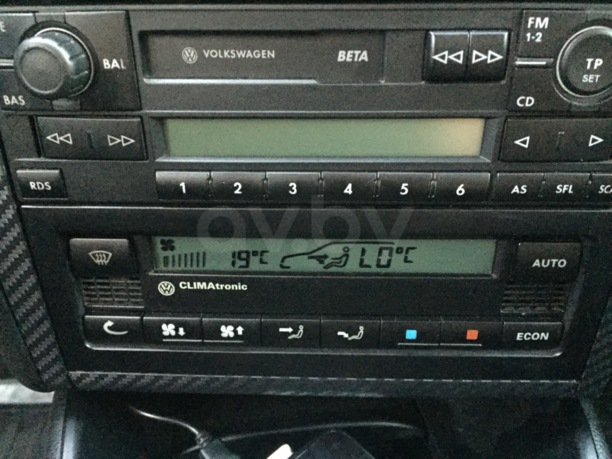 VOLKSWAGEN BETA
FM
1-2
BAL
TP
SET
BAS
CD
RDS
1 2 3 4 5 6 AS SFL
av.by
19°C LO°C
AUTO
CLIMAtronic
ECON